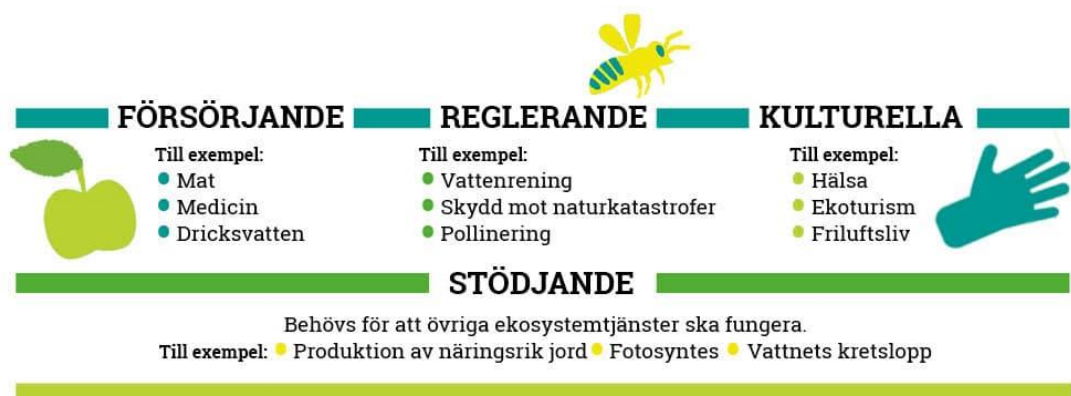 FÖRSÖRJANDE
Till exempel:
• Mat
• Medicin
• Dricksvatten
REGLERANDE
Till exempel:
• Vattenrening
• Skydd mot naturkatastrofer
• Pollinering
KULTURELLA
Till exempel:
• Hälsa
• Ekoturism
• Friluftsliv
STÖDJANDE
Behövs för att övriga ekosystemtjänster ska fungera.
Till exempel: • Produktion av näringsrik jord • Fotosyntes • Vattnets kretslopp